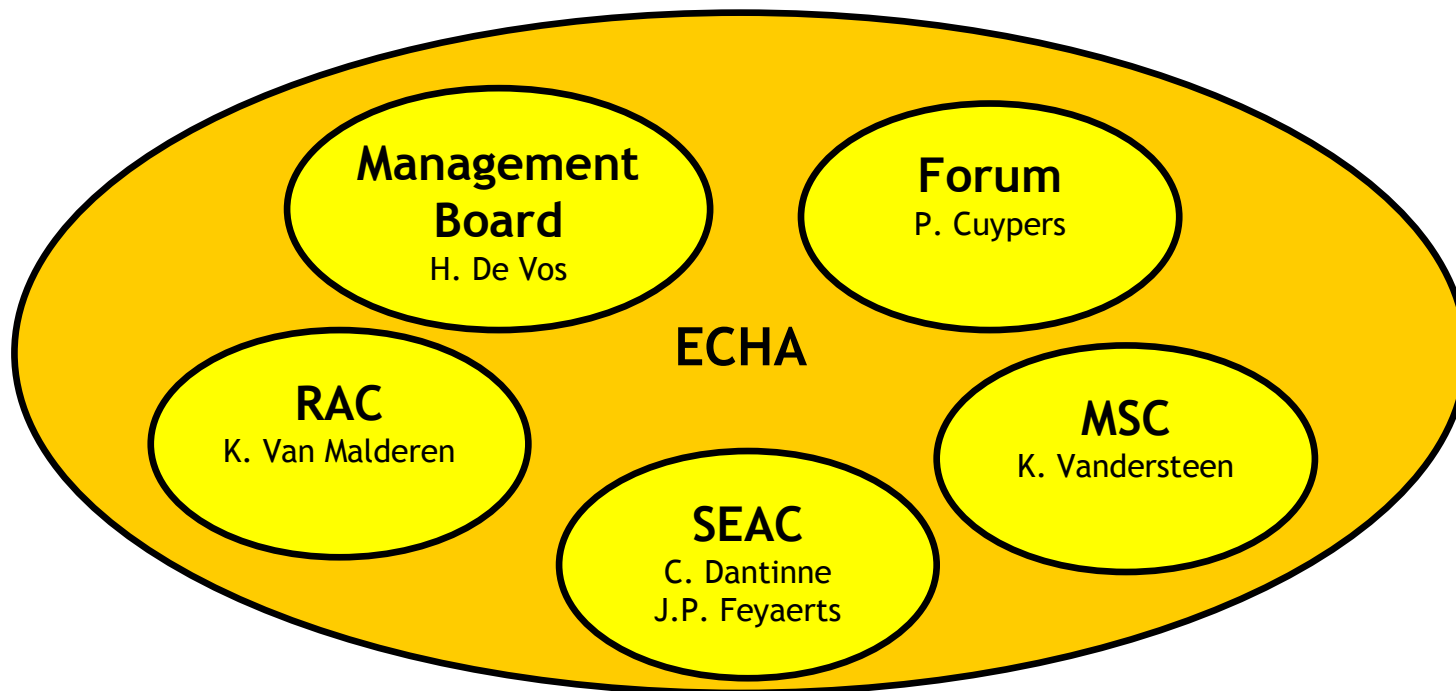 Management
Board
H. De Vos
Forum
P. Cuypers
ECHA
RAC
K. Van Malderen
MSC
K. Vandersteen
SEAC
C. Dantinne
J.P. Feyaerts